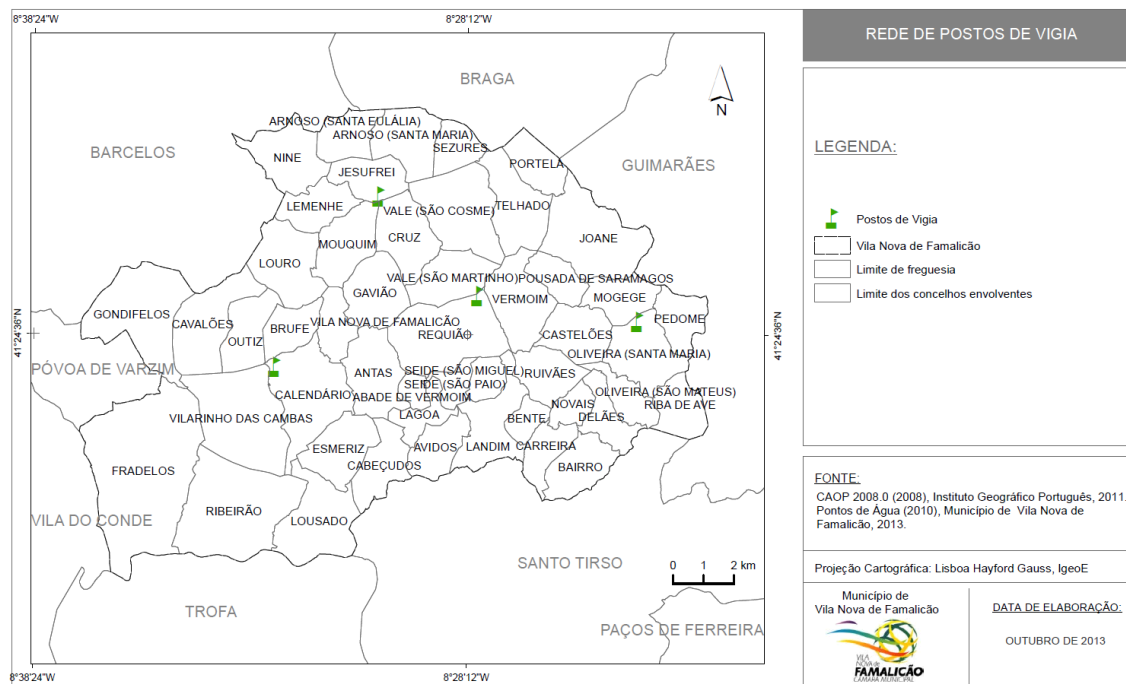 8°38'24"W
8°28'12"W
REDE DE POSTOS DE VIGIA
BRAGA
N
ARNOSO (SANTA EULÁLIA)
ARNOSO (SANTA MARIA)
BARCELOS
SEZURES
NINE
PORTELA
GUIMARÃES
LEGENDA:
JESUFREI
LEMENHE
VALE (SÃO COSME)
TELHADO
Postos de Vigia
CRUZ
JOANE
MOUQUIM
Vila Nova de Famalicão
LOURO
Limite de freguesia
VALE (SÃO MARTINHO)
POUSADA DE SARAMAGOS
GAVIÃO
VERMOIM
MOGEGE
Limite dos concelhos envolventes
GONDIFELOS
CAVALÕES
VILA NOVA DE FAMALICÃO
PEDOME
BRUFE
REQUIÃO
CASTELÕES
41°24'36"N
41°24'36"N
OUTIZ
OLIVEIRA (SANTA MARIA)
PÓVOA DE VARZIM
ANTAS
SEIDE (SÃO MIGUEL)
RUIVÃES
SEIDE (SÃO PAIO)
CALENDÁRIO
ABADE DE VERMOIM
OLIVEIRA (SÃO MATEUS)
NOVAIS
RIBA DE AVE
VILARINHO DAS CAMBAS
LAGOA
BENTE
DELÃES
ESMERIZ
AVIDOS
LANDIM
CARREIRA
FRADELOS
CABEÇUDOS
BAIRRO
FONTE:
CAOP 2008.0 (2008), Instituto Geográfico Português, 2011.
Pontos de Água (2010), Município de Vila Nova de
Famalicão, 2013.
RIBEIRÃO
VILA DO CONDE
LOUSADO
SANTO TIRSO
0 1 2 km
Projeção Cartográfica: Lisboa Hayford Gauss, IgeoE
TROFA
PAÇOS DE FERREIRA
Município de
Vila Nova de Famalicão
VILA
NOVA de
FAMALICÃO
CÂMARA MUNICIPAL
DATA DE ELABORAÇÃO:
OUTUBRO DE 2013
8°38'24"W
8°28'12"W